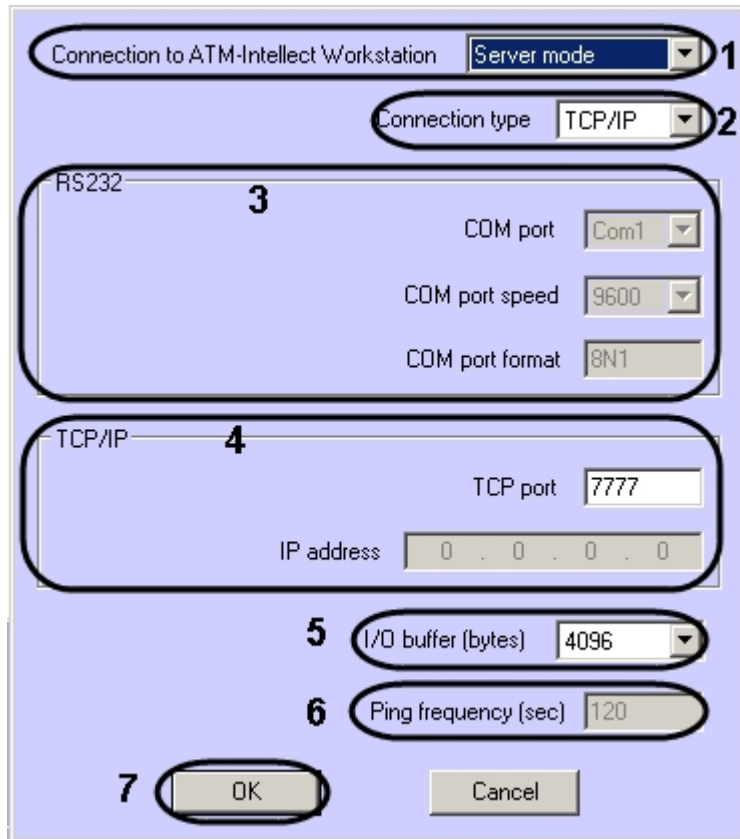 Connection to ATM-Intellect Workstation Server mode 1
Connection type TCP/IP 2
RS232 3
COM port Com1
COM port speed 9600
COM port format 8N1
TCP/IP 4
TCP port 7777
IP address 0 . 0 . 0 . 0
5 I/O buffer (bytes) 4096
6 Ping frequency (sec) 120
7 OK Cancel